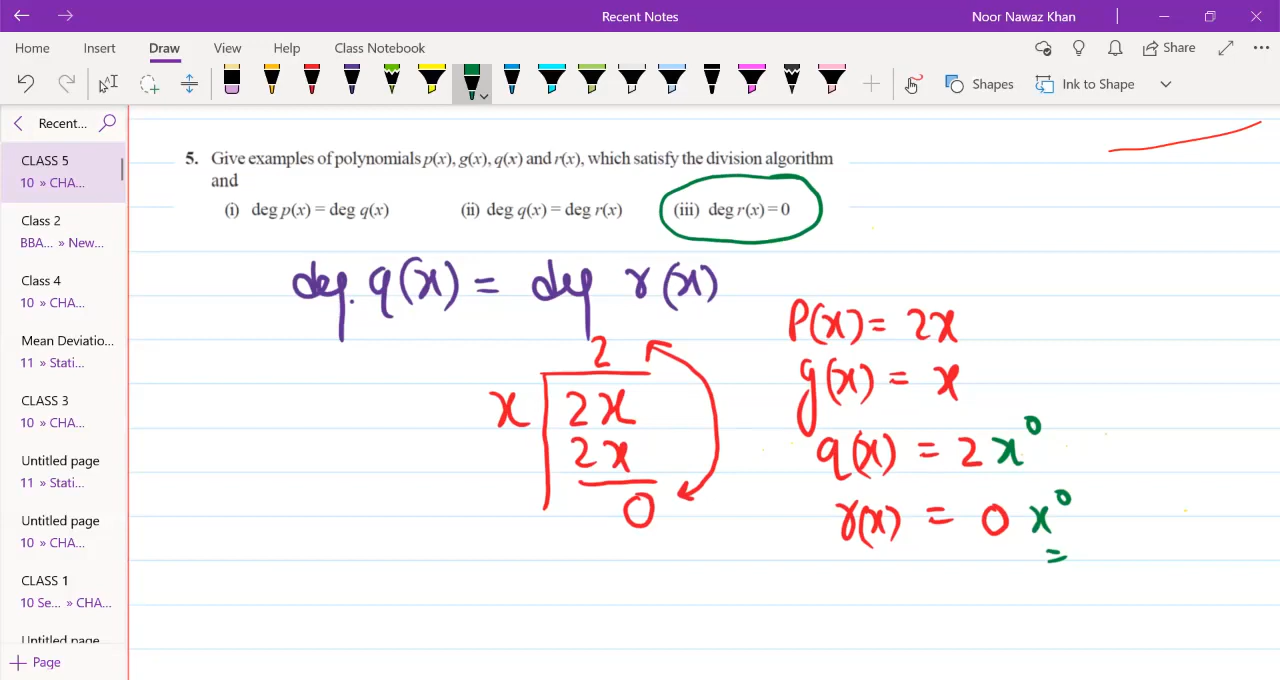 Recent Notes
Noor Nawaz Khan
Home Insert Draw View Help Class Notebook
Share
Shapes
Ink to Shape
Recent...
CLASS 5
10 » CHA...
Class 2
BBA... » New...
Class 4
10 » CHA...
Mean Deviatio...
11 » Stati...
CLASS 3
10 » CHA...
Untitled page
11 » Stati...
Untitled page
10 » CHA...
CLASS 1
10 Se... » CHA...
Untitled page
+ Page
5. Give examples of polynomials p(x), g(x), q(x) and r(x), which satisfy the division algorithm
and
(i) deg p(x) = deg q(x) (ii) deg q(x) = deg r(x) (iii) deg r(x) = 0
deg. q(x) = deg r(x)
2
x 2x
2x
0
P(x) = 2x
g(x) = x
q(x) = 2x⁰
r(x) = 0 x⁰
=